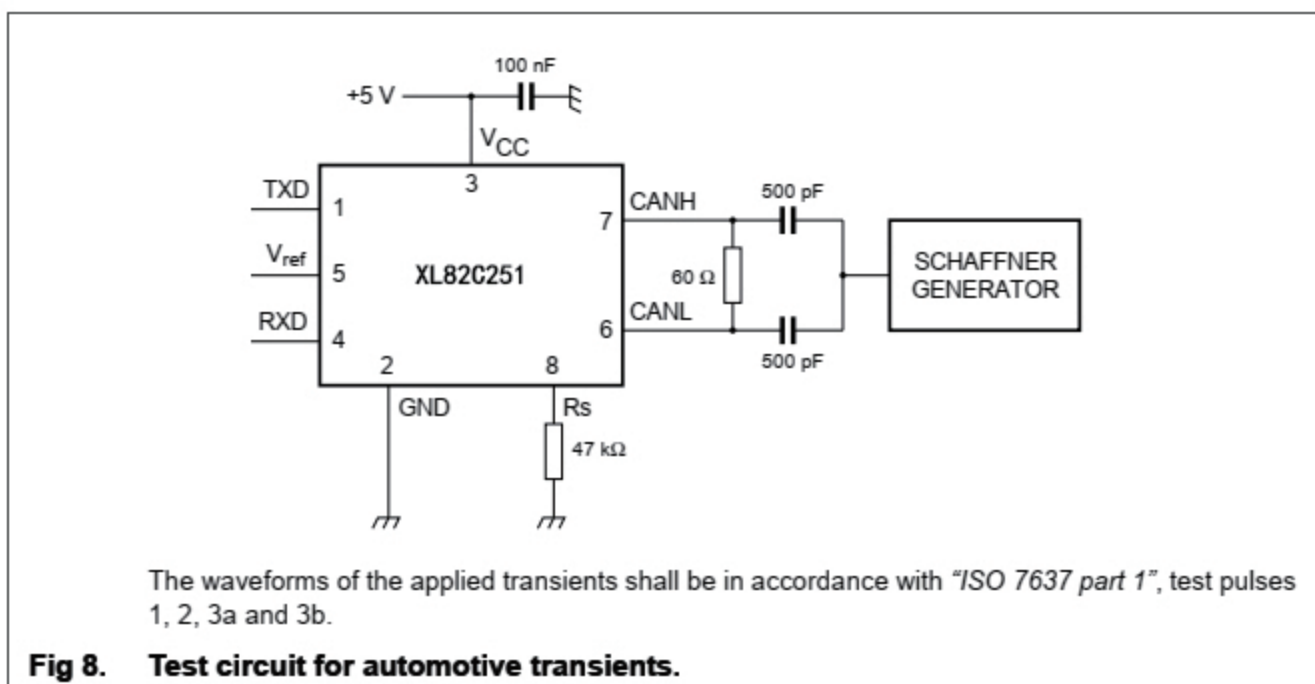 100 nF
+5 V
VCC
3
TXD
1
CANH
7
500 pF
Vref
5
XL82C251
60 Ω
SCHAFFNER
GENERATOR
RXD
4
CANL
6
500 pF
2
8
GND
Rs
47 kΩ
The waveforms of the applied transients shall be in accordance with “ISO 7637 part 1”, test pulses
1, 2, 3a and 3b.
Fig 8. Test circuit for automotive transients.